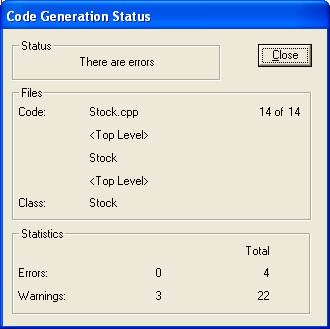 Code Generation Status
Status
There are errors
Close
Files
Code: Stock.cpp 14 of 14
<Top Level>
Stock
<Top Level>
Class: Stock
Statistics
Total
Errors: 0 4
Warnings: 3 22